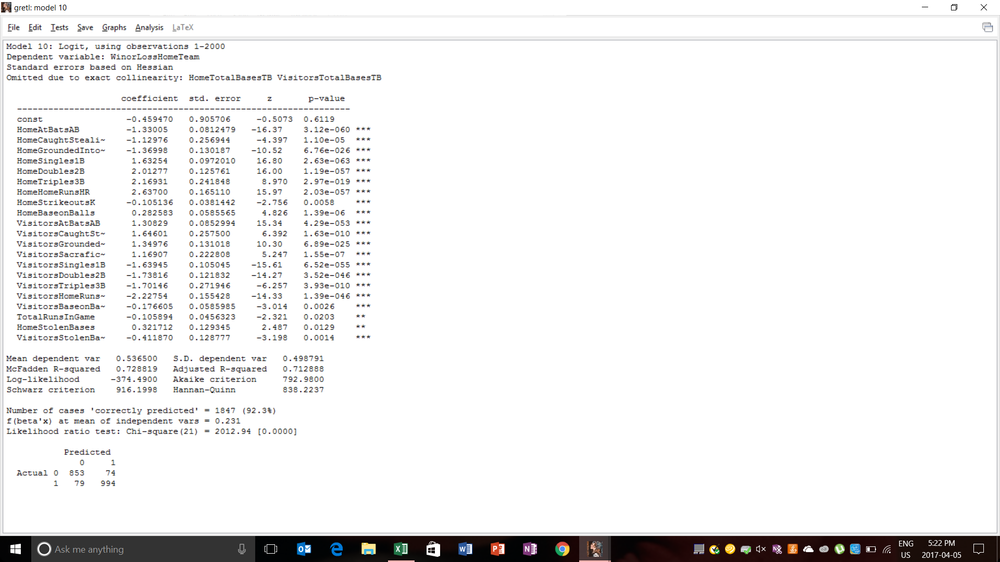 gretl: model 10
File Edit Tests Save Graphs Analysis LaTeX
Model 10: Logit, using observations 1-2000
Dependent variable: WinorLossHomeTeam
Standard errors based on Hessian
Omitted due to exact collinearity: HomeTotalBasesTB VisitorsTotalBasesTB
coefficient std. error z p-value
---------------------------------------------------------------
const -0.459470 0.905706 -0.5073 0.6119
HomeAtBatsAB -1.33005 0.0812479 -16.37 3.12e-060 ***
HomeCaughtSteali~ -1.12976 0.256944 -4.397 1.10e-05 ***
HomeGroundedInto~ -1.36998 0.130187 -10.52 6.76e-026 ***
HomeSingles1B 1.63254 0.0972010 16.80 2.63e-063 ***
HomeDoubles2B 2.01277 0.125761 16.00 1.19e-057 ***
HomeTriples3B 2.16931 0.241848 8.970 2.97e-019 ***
HomeHomeRunsHR 2.63700 0.165110 15.97 2.03e-057 ***
HomeStrikeoutsK -0.105136 0.0381442 -2.756 0.0058 ***
HomeBaseonBalls 0.282583 0.0585565 4.826 1.39e-06 ***
VisitorsAtBatsAB 1.30829 0.0852994 15.34 4.29e-053 ***
VisitorsCaughtSt~ 1.64601 0.257500 6.392 1.63e-010 ***
VisitorsGrounded~ 1.34976 0.131018 10.30 6.89e-025 ***
VisitorsSacrafic~ 1.16907 0.222808 5.247 1.55e-07 ***
VisitorsSingles1B -1.63945 0.105045 -15.61 6.52e-055 ***
VisitorsDoubles2B -1.73816 0.121832 -14.27 3.52e-046 ***
VisitorsTriples3B -1.70146 0.271946 -6.257 3.93e-010 ***
VisitorsHomeRuns~ -2.22754 0.155428 -14.33 1.39e-046 ***
VisitorsBaseonBa~ -0.176605 0.0585985 -3.014 0.0026 ***
TotalRunsInGame -0.105894 0.0456323 -2.321 0.0203 **
HomeStolenBases 0.321712 0.129345 2.487 0.0129 **
VisitorsStolenBa~ -0.411870 0.128777 -3.198 0.0014 ***
Mean dependent var 0.536500 S.D. dependent var 0.498791
McFadden R-squared 0.728819 Adjusted R-squared 0.712888
Log-likelihood -374.4900 Akaike criterion 792.9800
Schwarz criterion 916.1998 Hannan-Quinn 838.2237
Number of cases 'correctly predicted' = 1847 (92.3%)
f(beta'x) at mean of independent vars = 0.231
Likelihood ratio test: Chi-square(21) = 2012.94 [0.0000]
Predicted
0 1
Actual 0 853 74
1 79 994
Ask me anything
ENG 5:22 PM
US 2017-04-05